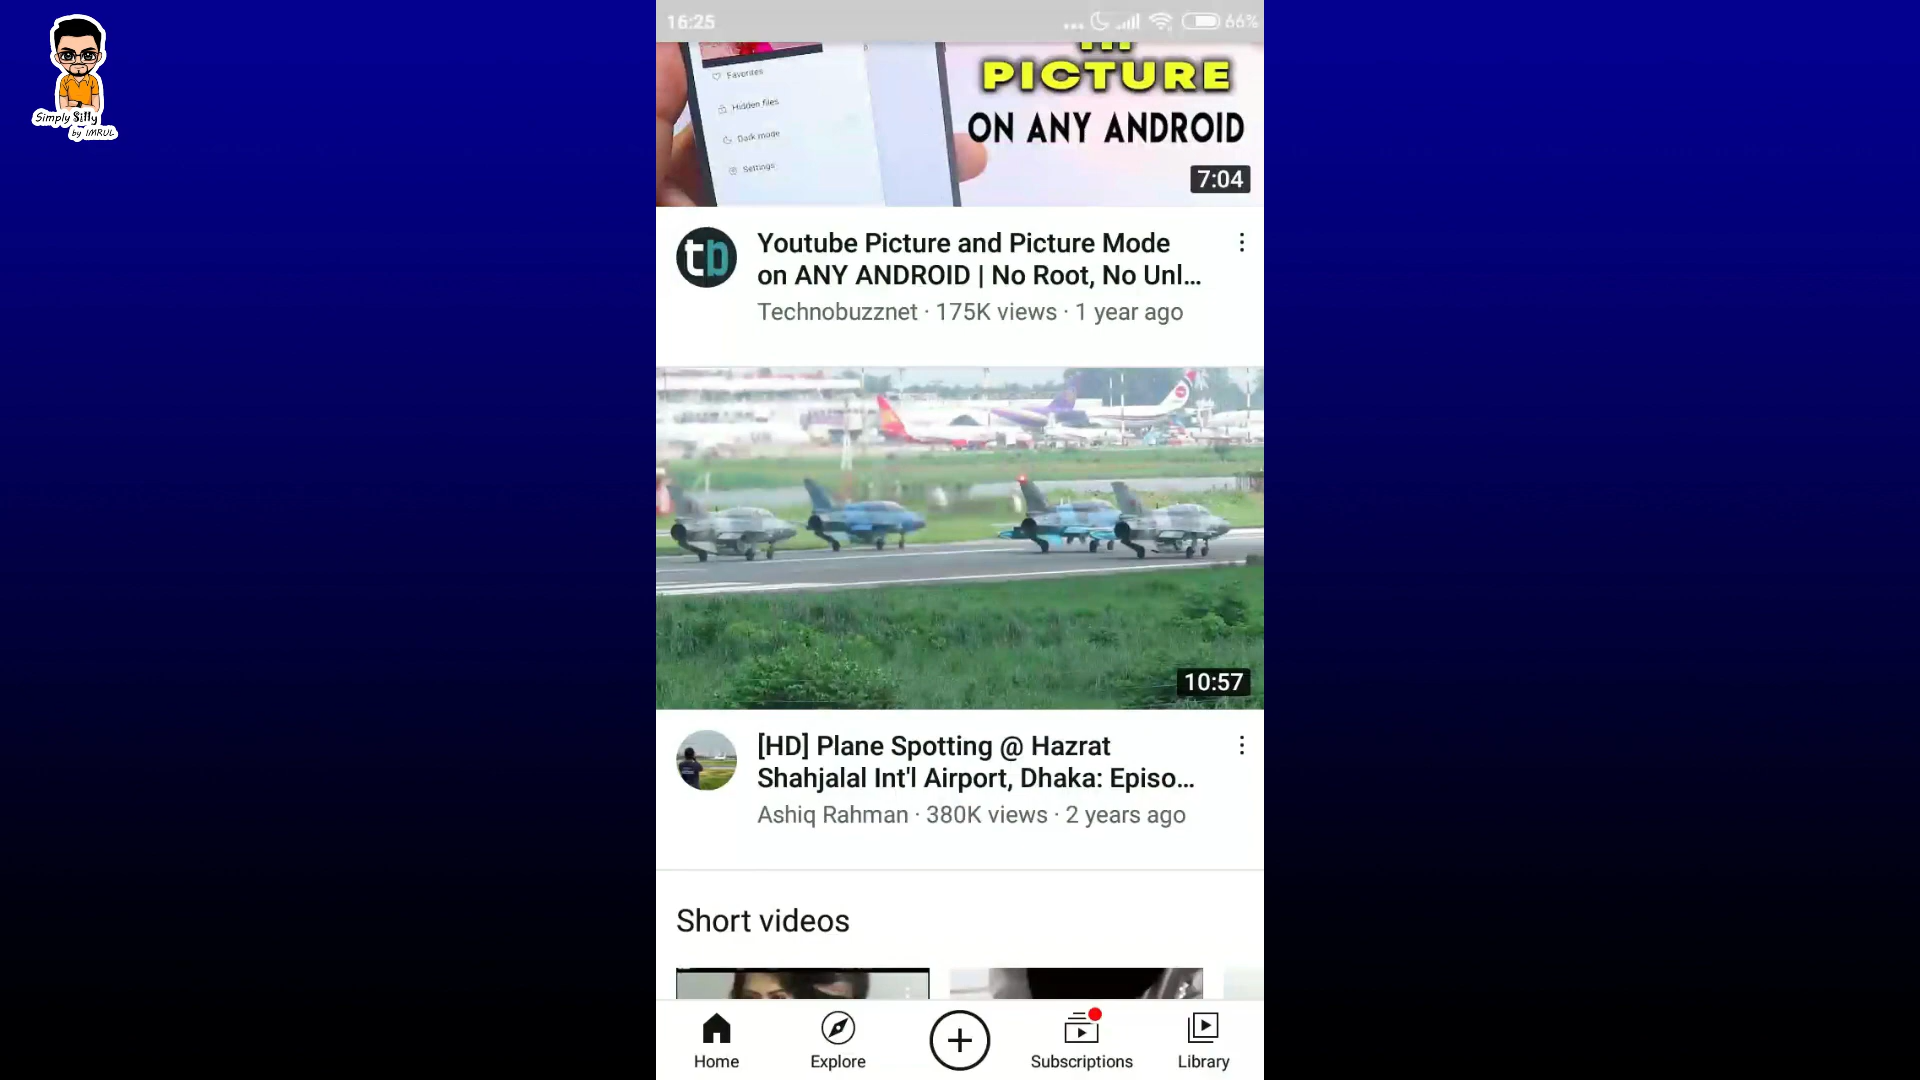 Simply Silly
by IMRUL
16:25
66%
PICTURE
ON ANY ANDROID
Favorites
Hidden files
Dark mode
Settings
7:04
Youtube Picture and Picture Mode
on ANY ANDROID | No Root, No Unl...
Technobuzznet · 175K views · 1 year ago
10:57
[HD] Plane Spotting @ Hazrat
Shahjalal Int'l Airport, Dhaka: Episo...
Ashiq Rahman · 380K views · 2 years ago
Short videos
Home
Explore
Subscriptions
Library